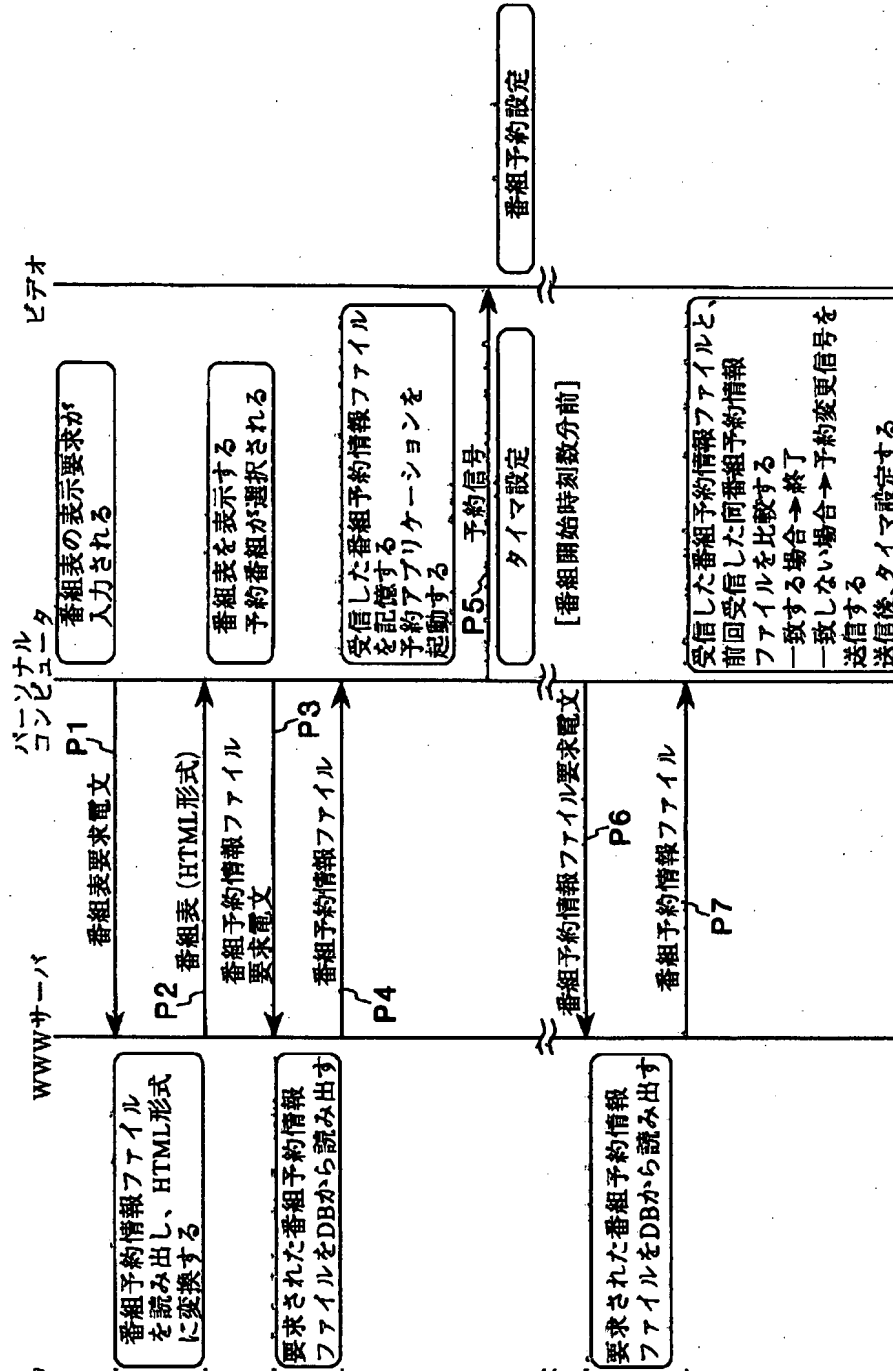 WWWサーバ
パーソナル
コンピュータ
ビデオ
番組表の表示要求が
入力される
P1
番組表要求電文
番組予約情報ファイル
を読み出し、HTML形式
に変換する
P2
番組表(HTML形式)
番組表を表示する
予約番組が選択される
番組予約情報ファイル
要求電文
P3
要求された番組予約情報
ファイルをDBから読み出す
番組予約情報ファイル
P4
受信した番組予約情報ファイル
を記憶する
予約アプリケーションを
起動する
P5
予約信号
タイマ設定
番組予約設定
[番組開始時刻数分前]
番組予約情報ファイル要求電文
P6
要求された番組予約情報
ファイルをDBから読み出す
番組予約情報ファイル
P7
受信した番組予約情報ファイルと、
前回受信した同番組予約情報
ファイルを比較する
一致する場合→終了
一致しない場合→予約変更信号を
送信する
送信後、タイマ設定する